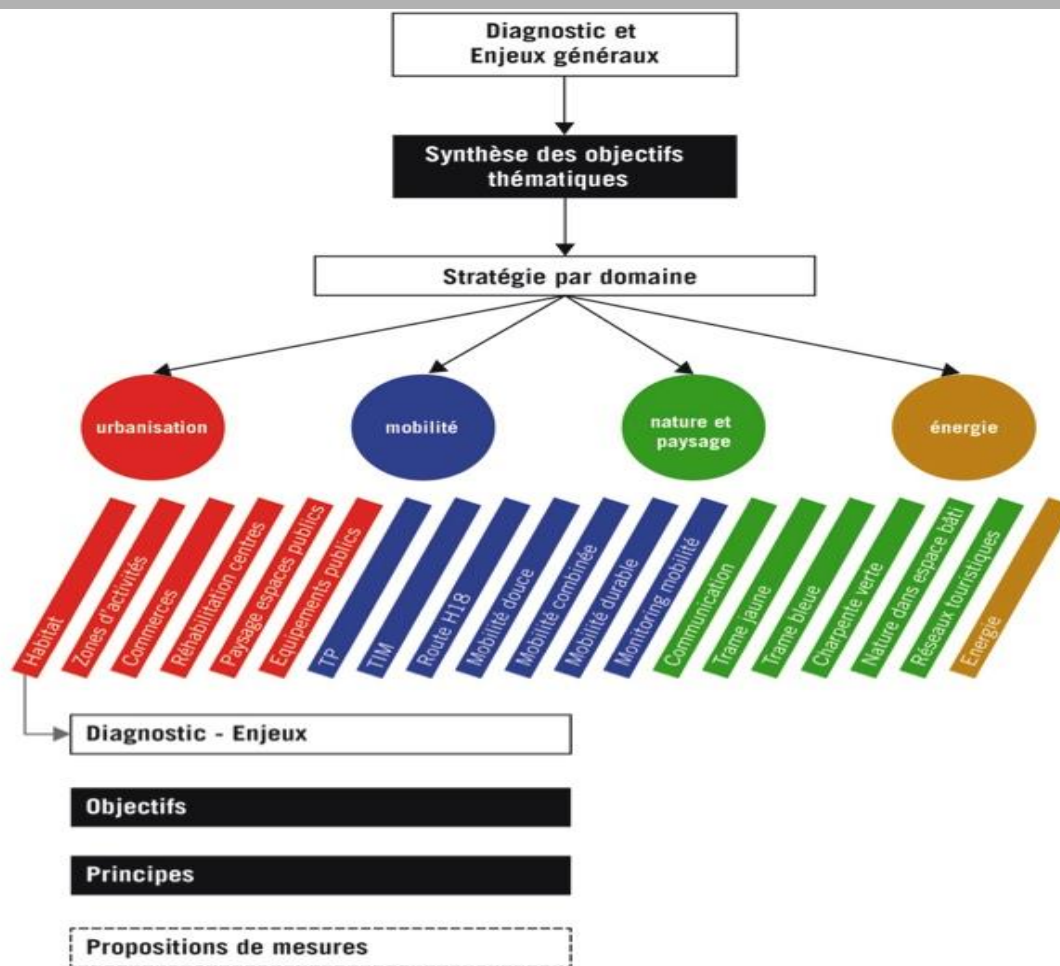 Diagnostic et
Enjeux généraux
Synthèse des objectifs
thématiques
Stratégie par domaine
urbanisation
mobilité
nature et
paysage
énergie
Habitat
Zones d'activités
Commerces
Réhabilitation centres
Paysage espaces publics
Equipements publics
TP
TIM
Route H18
Mobilité douce
Mobilité combinée
Mobilité durable
Monitoring mobilité
Communication
Trame jaune
Trame bleue
Charpente verte
Nature dans espace bâti
Réseaux touristiques
Energie
Diagnostic - Enjeux
Objectifs
Principes
Propositions de mesures